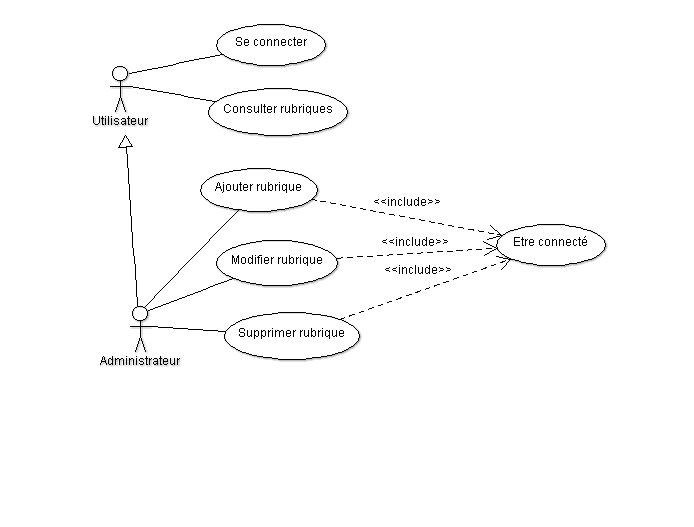 Se connecter
Utilisateur
Consulter rubriques
Ajouter rubrique
<<include>>
Modifier rubrique
<<include>>
Etre connecté
<<include>>
Supprimer rubrique
Administrateur